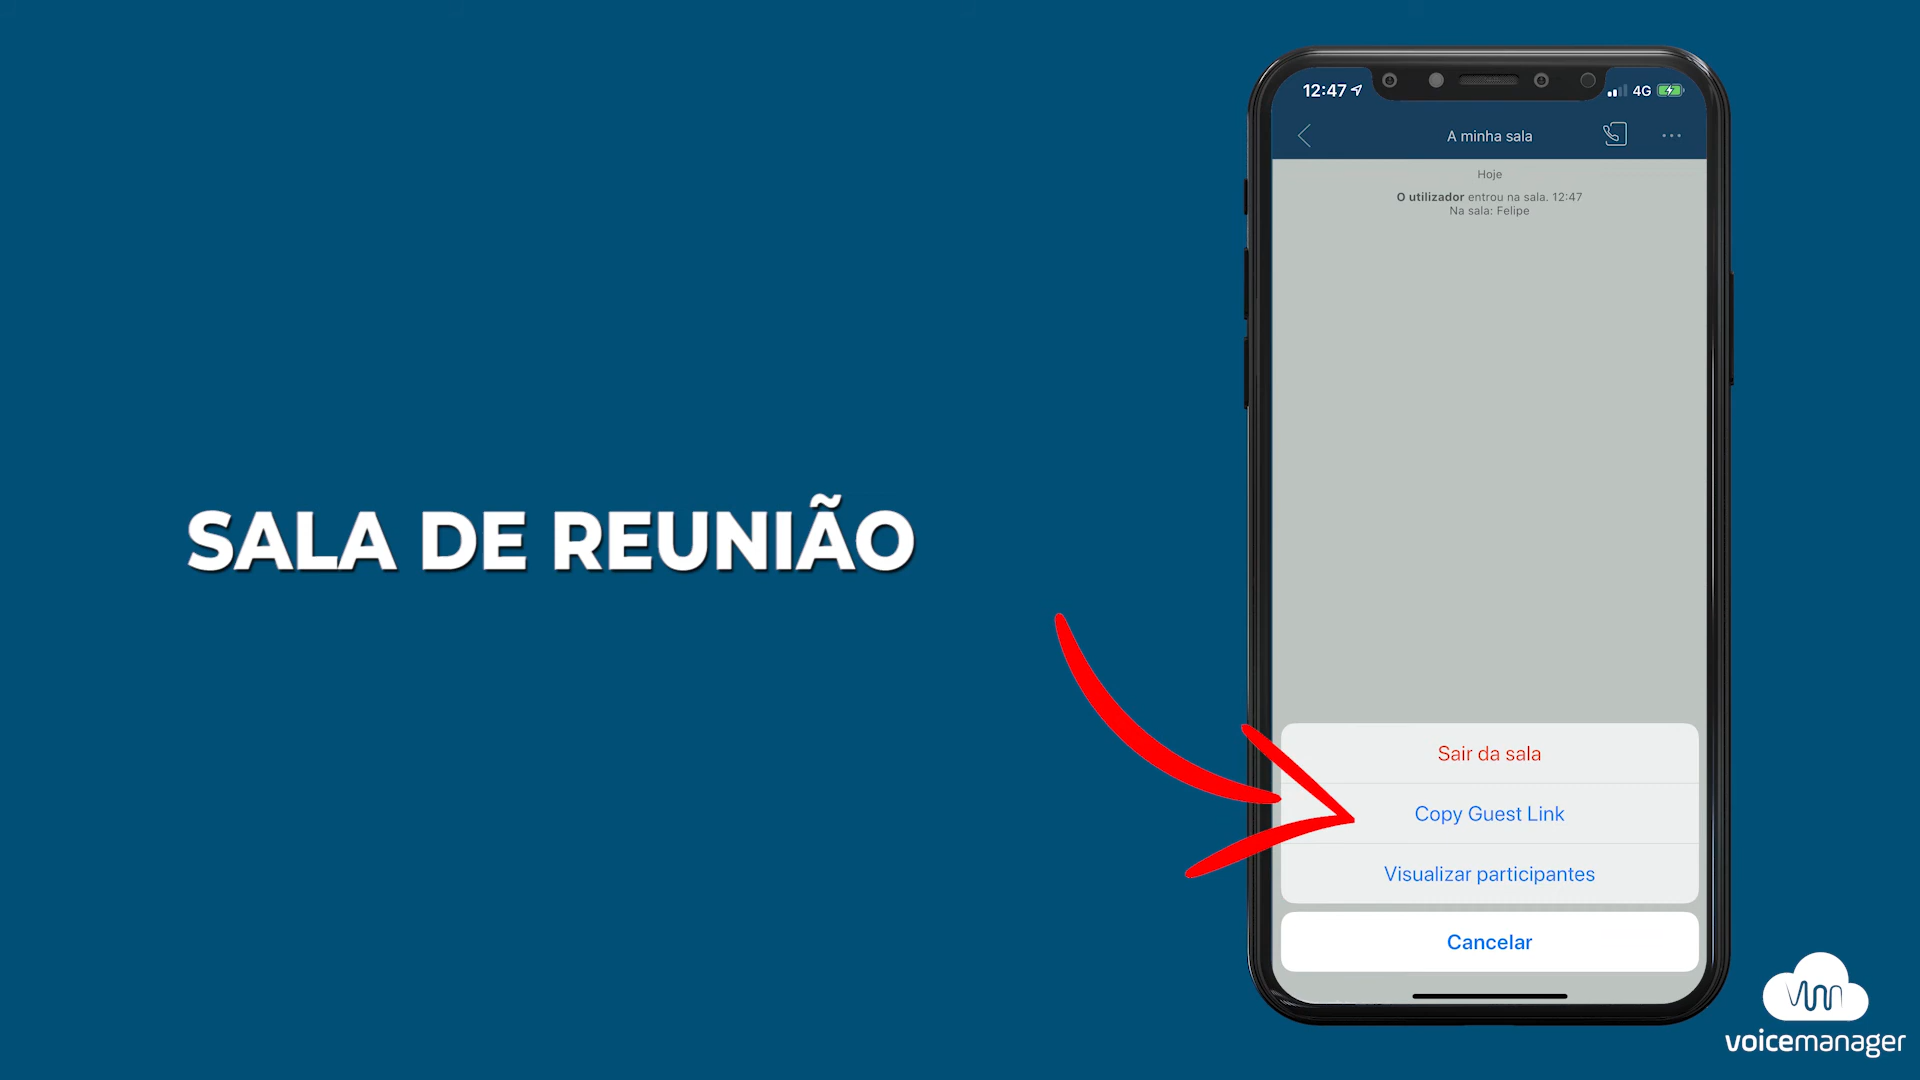 SALA DE REUNIÃO
12:47
4G
A minha sala
Hoje
O utilizador entrou na sala. 12:47
Na sala: Felipe
Sair da sala
Copy Guest Link
Visualizar participantes
Cancelar
voicemanager